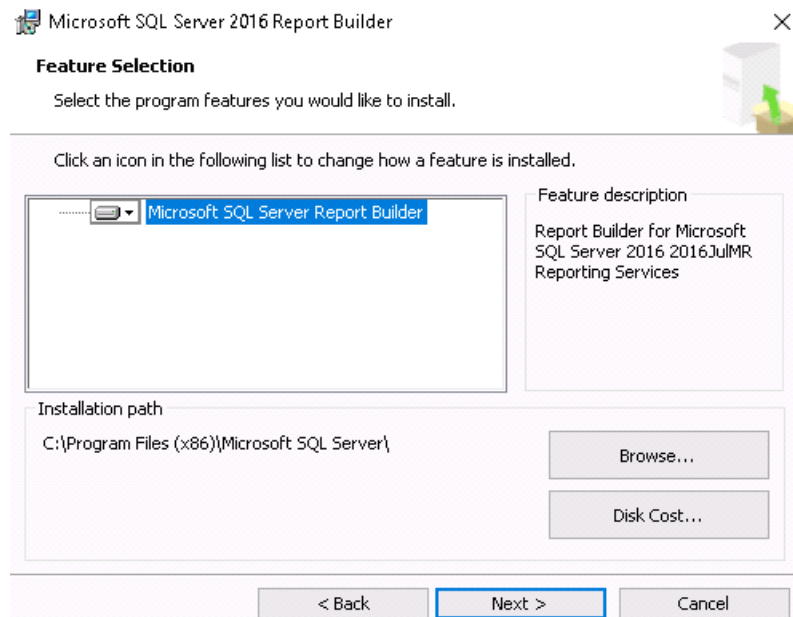 Microsoft SQL Server 2016 Report Builder
Feature Selection
Select the program features you would like to install.
Click an icon in the following list to change how a feature is installed.
Microsoft SQL Server Report Builder
Feature description
Report Builder for Microsoft
SQL Server 2016 2016JulMR
Reporting Services
Installation path
C:\Program Files (x86)\Microsoft SQL Server\
Browse...
Disk Cost...
< Back
Next >
Cancel